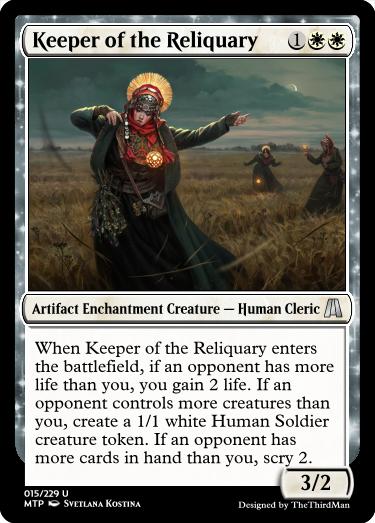 Keeper of the Reliquary 1
Artifact Enchantment Creature — Human Cleric
When Keeper of the Reliquary enters
the battlefield, if an opponent has more
life than you, you gain 2 life. If an
opponent controls more creatures than
you, create a 1/1 white Human Soldier
creature token. If an opponent has
more cards in hand than you, scry 2.
3/2
015/229 U
MTP Svetlana Kostina
Designed by TheThirdMan